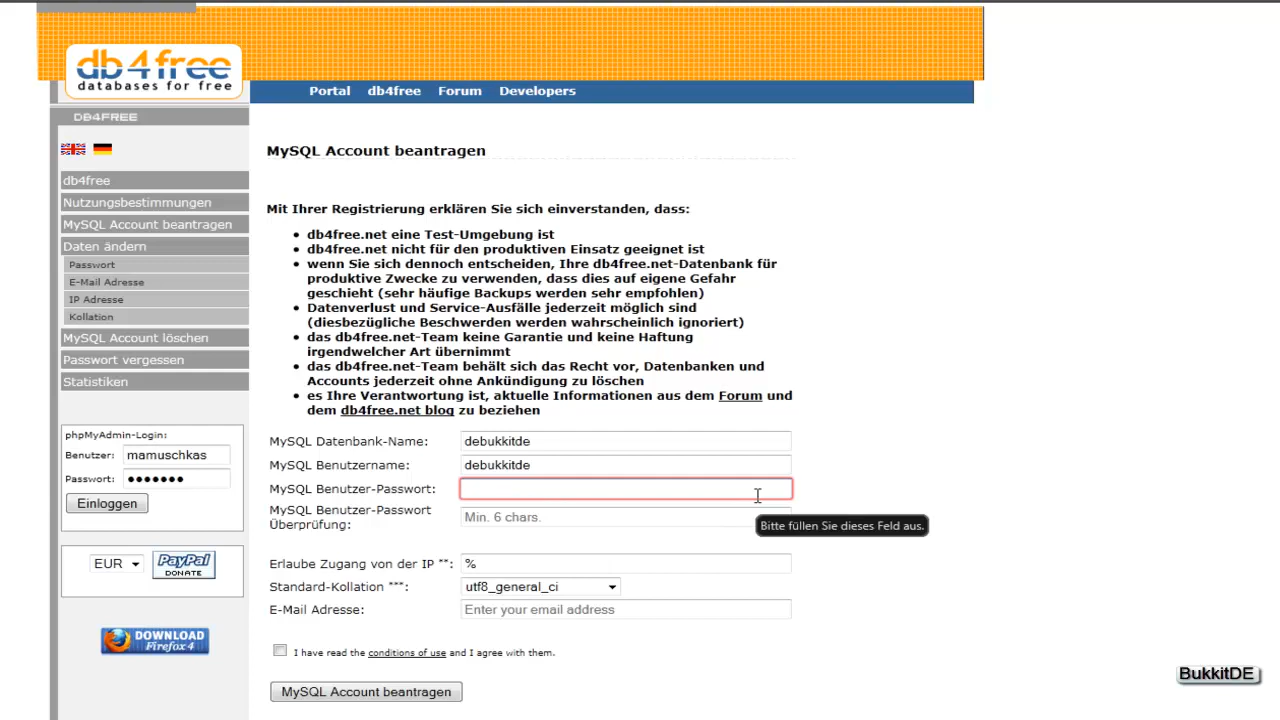 db4free
databases for free
Portal db4free Forum Developers
DB4FREE
db4free
Nutzungsbestimmungen
MySQL Account beantragen
Daten ändern
Passwort
E-Mail Adresse
IP Adresse
Kollation
MySQL Account löschen
Passwort vergessen
Statistiken
phpMyAdmin-Login:
Benutzer: mamuschkas
Passwort: ●●●●●●●
Einloggen
EUR
PayPal
DONATE
DOWNLOAD
Firefox 4
MySQL Account beantragen
Mit Ihrer Registrierung erklären Sie sich einverstanden, dass:
• db4free.net eine Test-Umgebung ist
• db4free.net nicht für den produktiven Einsatz geeignet ist
• wenn Sie sich dennoch entscheiden, Ihre db4free.net-Datenbank für
produktive Zwecke zu verwenden, dass dies auf eigene Gefahr
geschieht (sehr häufige Backups werden sehr empfohlen)
• Datenverlust und Service-Ausfälle jederzeit möglich sind
(diesbezügliche Beschwerden werden wahrscheinlich ignoriert)
• das db4free.net-Team keine Garantie und keine Haftung
irgendwelcher Art übernimmt
• das db4free.net-Team behält sich das Recht vor, Datenbanken und
Accounts jederzeit ohne Ankündigung zu löschen
• es Ihre Verantwortung ist, aktuelle Informationen aus dem Forum und
dem db4free.net blog zu beziehen
MySQL Datenbank-Name: debukkitde
MySQL Benutzername: debukkitde
MySQL Benutzer-Passwort:
MySQL Benutzer-Passwort
Überprüfung: Min. 6 chars.
Bitte füllen Sie dieses Feld aus.
Erlaube Zugang von der IP **: %
Standard-Kollation ***: utf8_general_ci
E-Mail Adresse: Enter your email address
I have read the conditions of use and I agree with them.
MySQL Account beantragen
BukkitDE